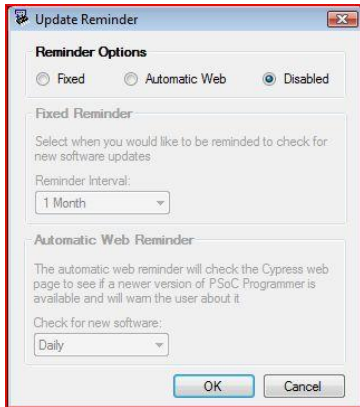 Update Reminder
Reminder Options
Fixed Automatic Web Disabled
Fixed Reminder
Select when you would like to be reminded to check for
new software updates
Reminder Interval:
1 Month
Automatic Web Reminder
The automatic web reminder will check the Cypress web
page to see if a newer version of PSoC Programmer is
available and will warn the user about it
Check for new software:
Daily
OK Cancel